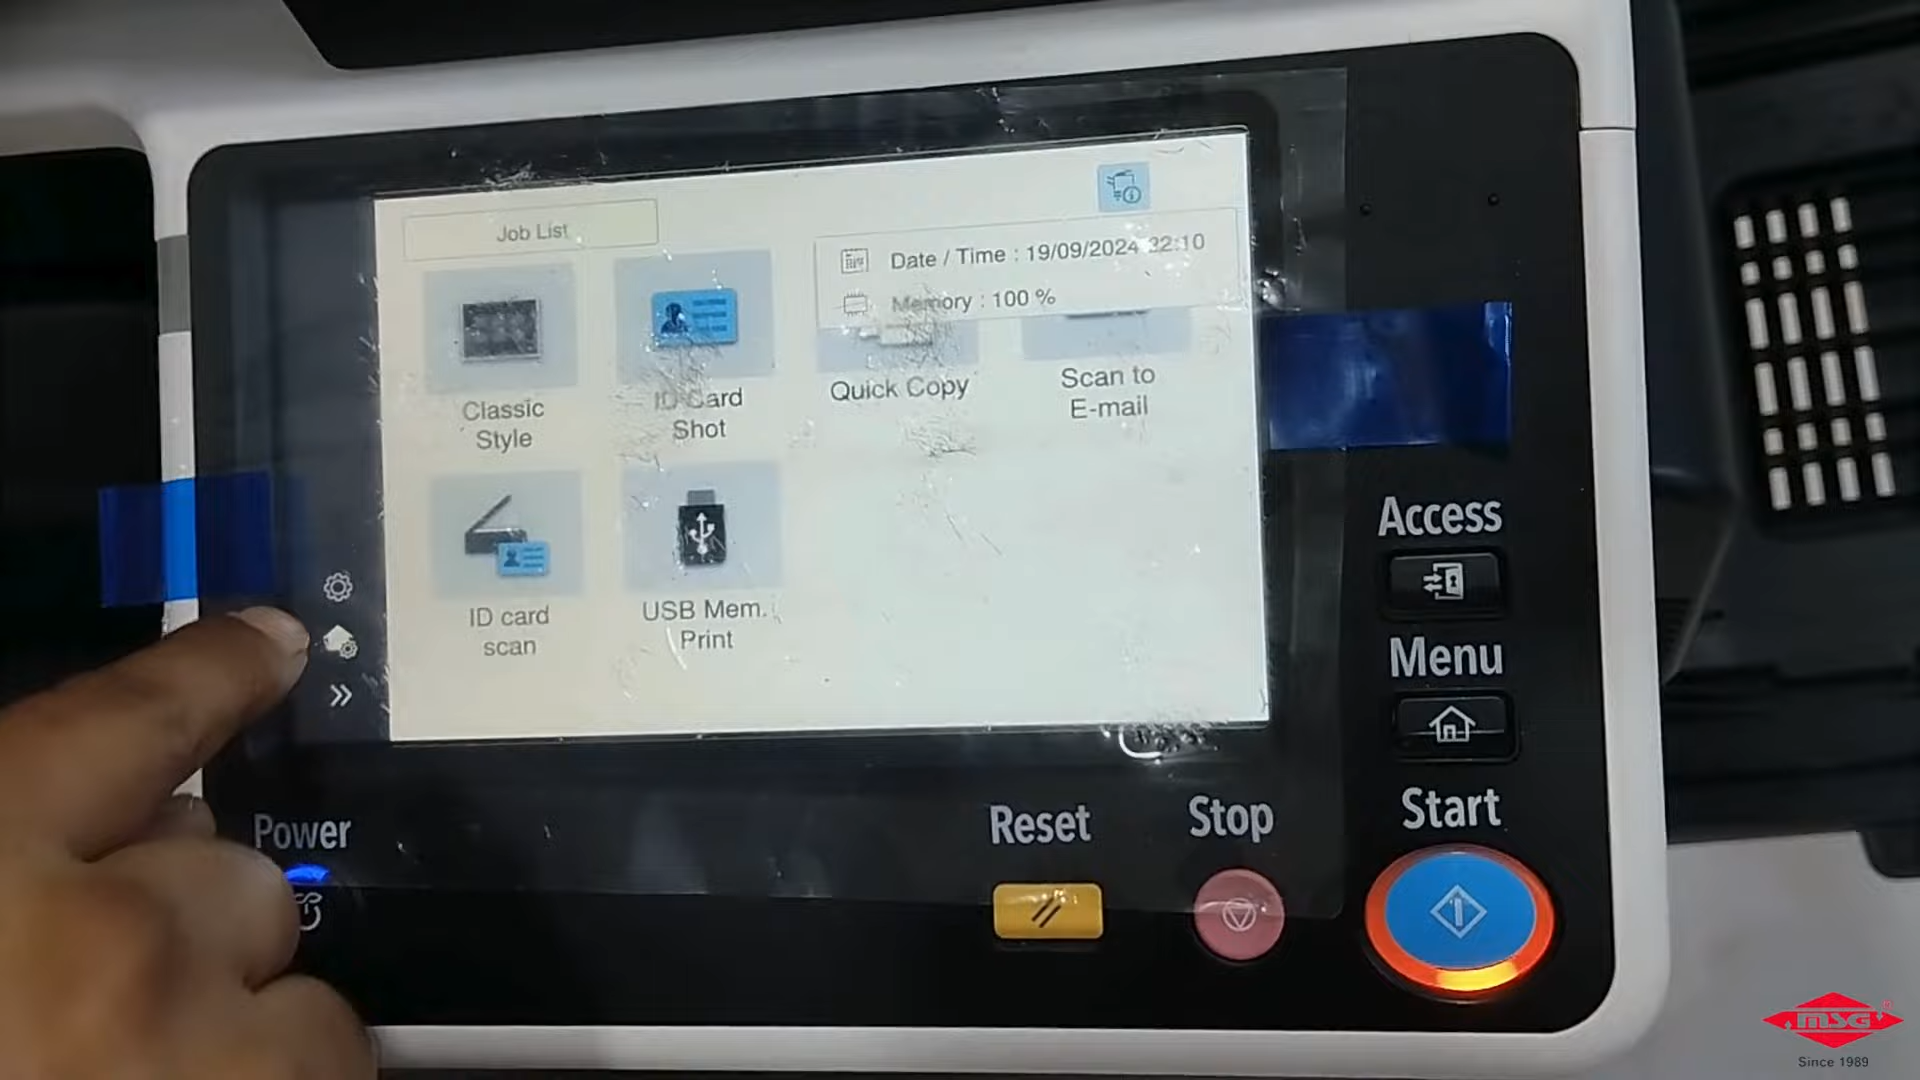 Job List
Date / Time : 19/09/2024 22:10
Memory : 100 %
Classic
Style
ID Card
Shot
Quick Copy
Scan to
E-mail
ID card
scan
USB Mem.
Print
Access
Menu
Power
Reset
Stop
Start
MSG
Since 1989